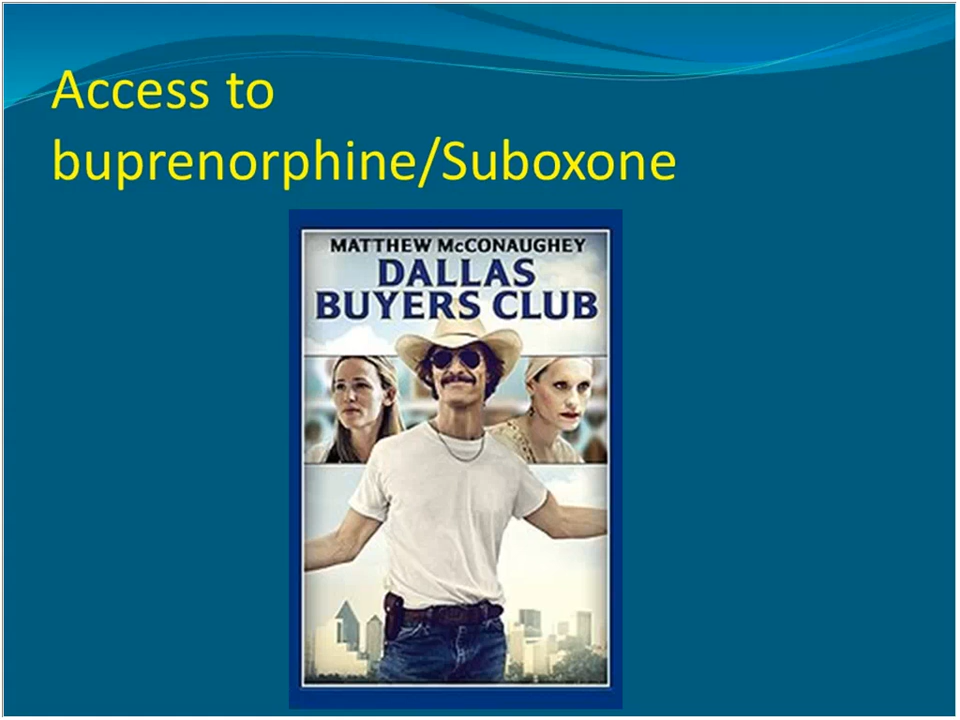 Access to
buprenorphine/Suboxone
MATTHEW McCONAUGHEY
DALLAS
BUYERS CLUB